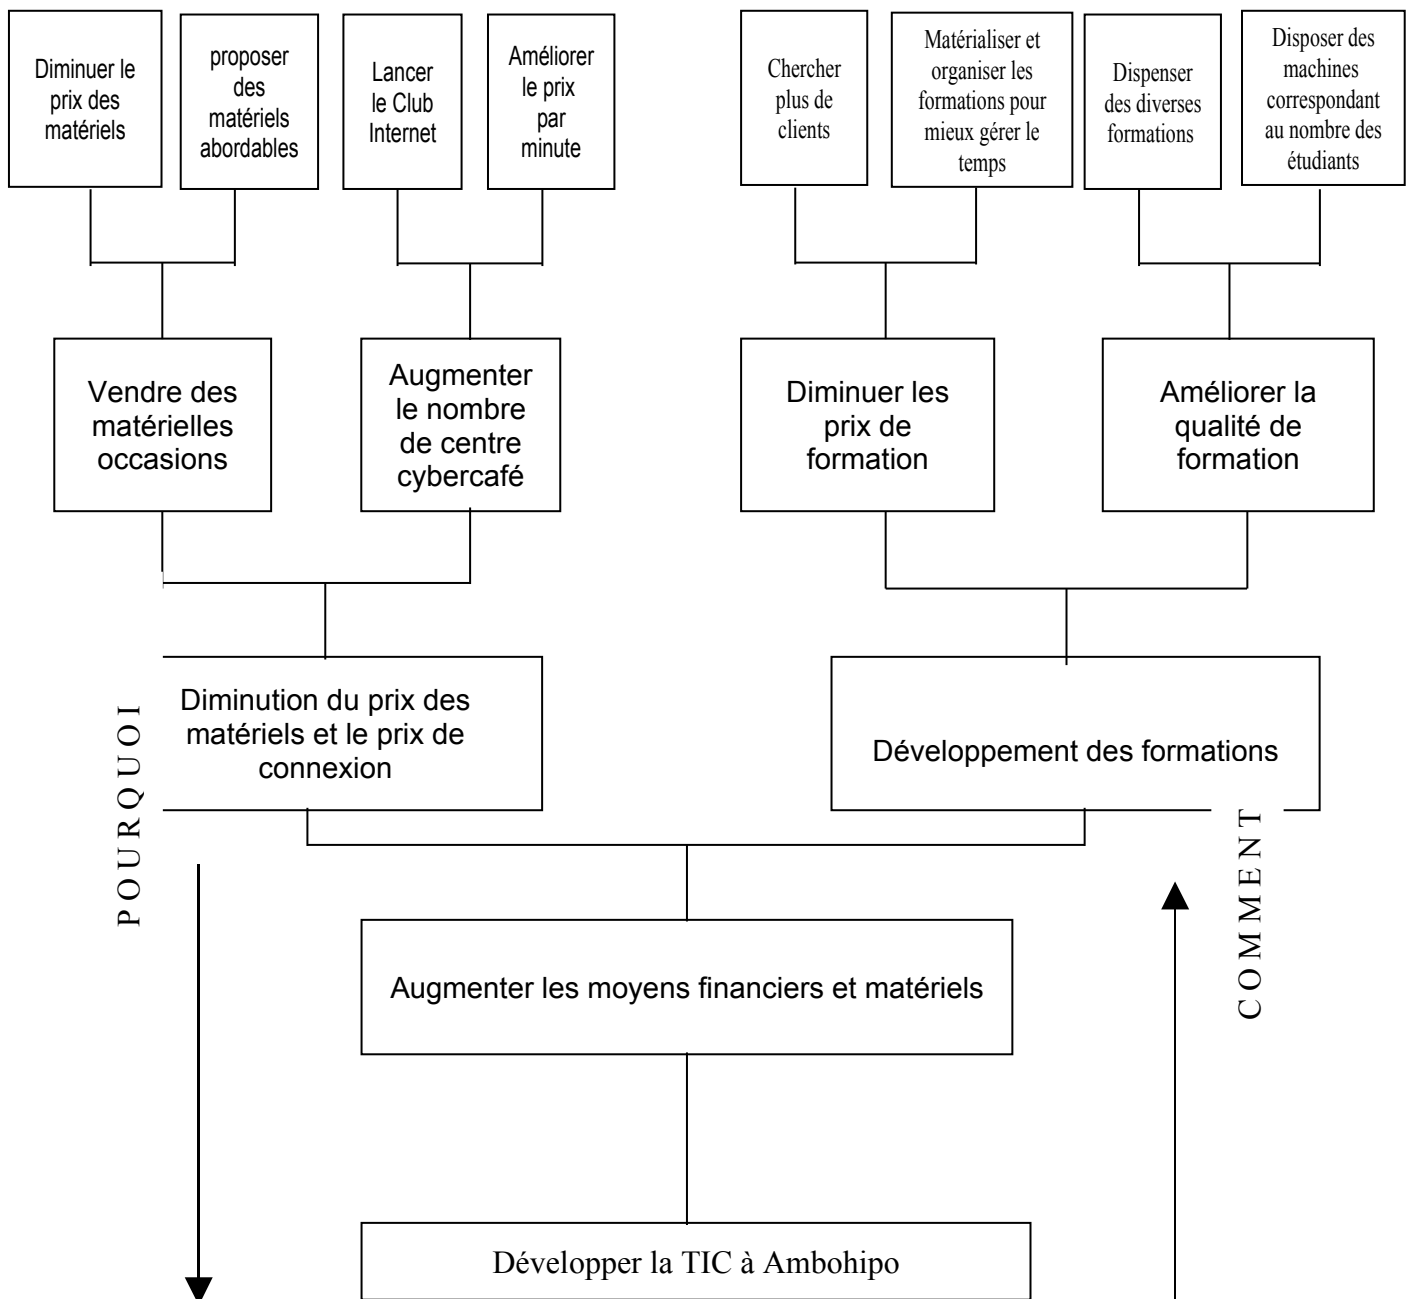 Diminuer le
prix des
matériels
proposer
des
matériels
abordables
Lancer
le Club
Internet
Améliorer
le prix
par
minute
Chercher
plus de
clients
Matérialiser et
organiser les
formations pour
mieux gérer le
temps
Dispenser
des diverses
formations
Disposer des
machines
correspondant
au nombre des
étudiants
Vendre des
matérielles
occasions
Augmenter
le nombre
de centre
cybercafé
Diminuer les
prix de
formation
Améliorer la
qualité de
formation
Diminution du prix des
matériels et le prix de
connexion
Développement des formations
POURQUOI
COMMENT
Augmenter les moyens financiers et matériels
Développer la TIC à Ambohipo